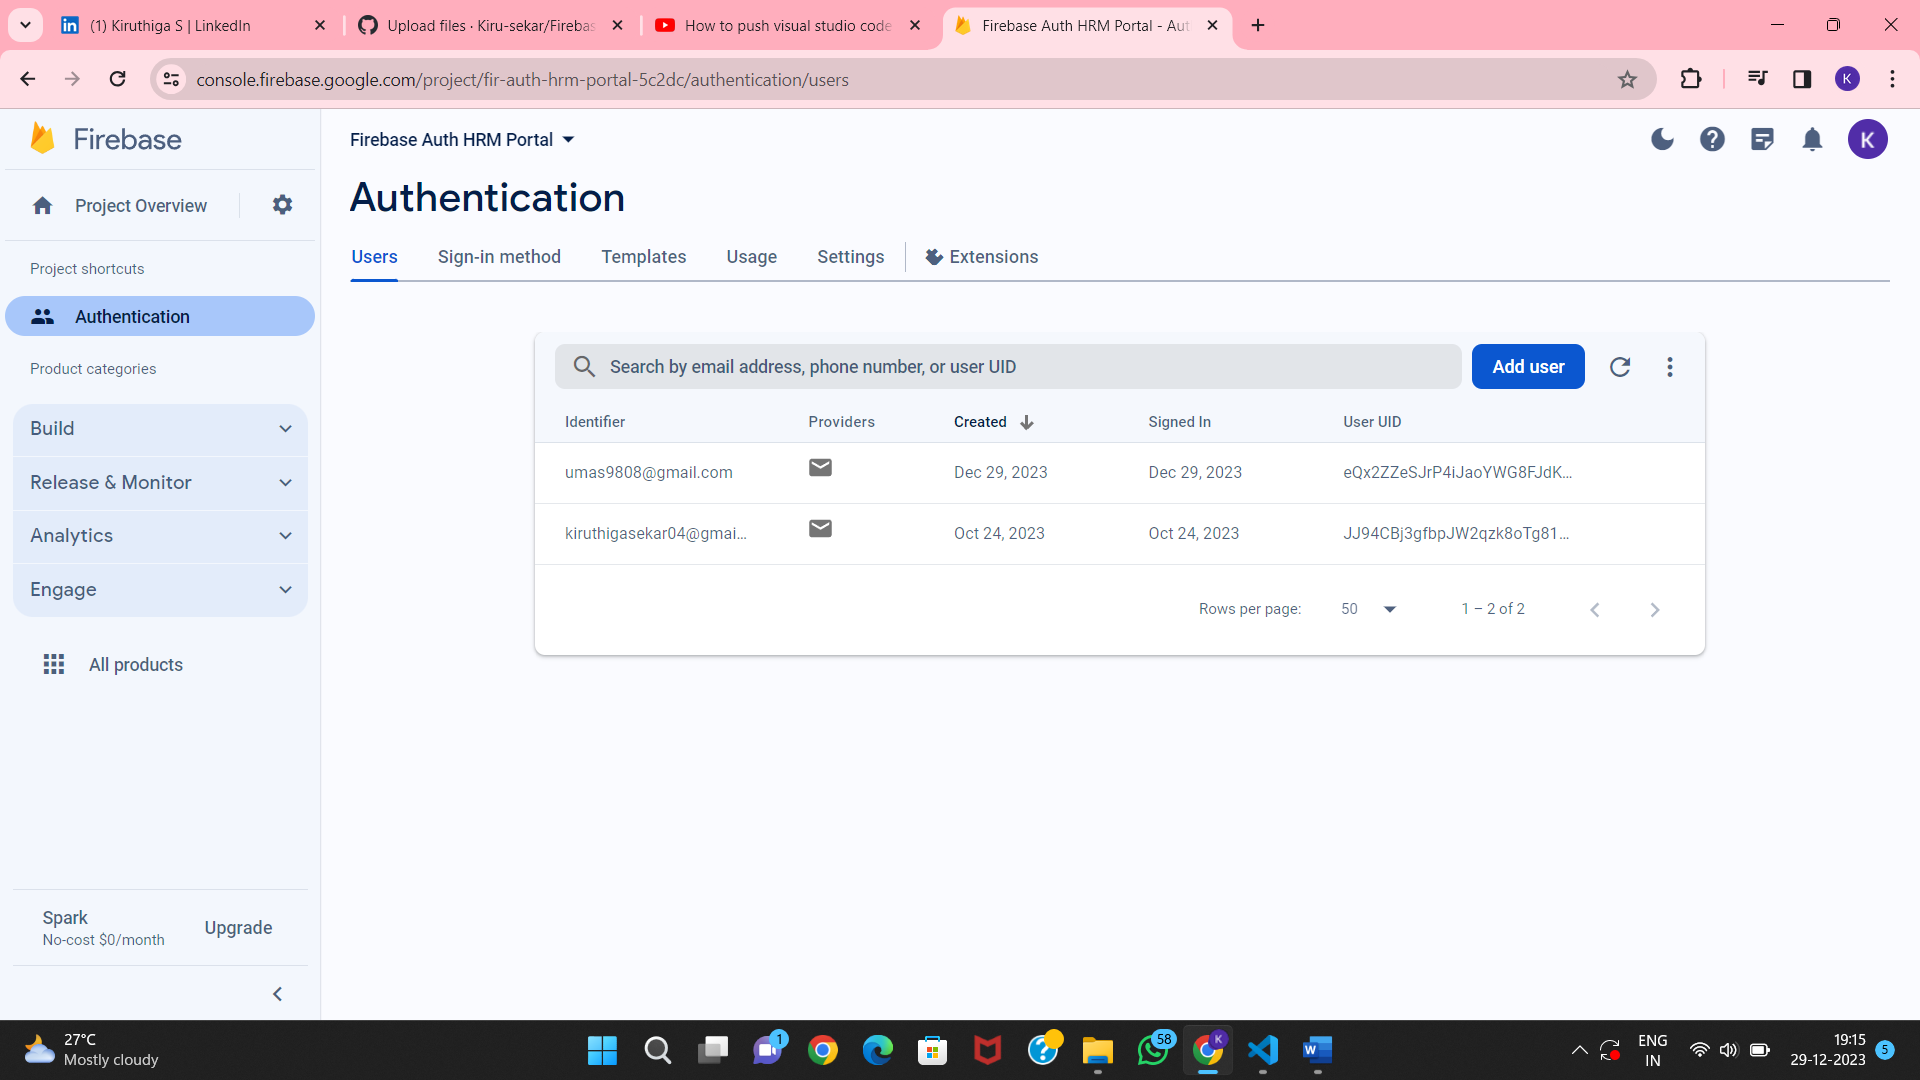 (1) Kiruthiga S | LinkedIn
Upload files · Kiru-sekar/Firebas
How to push visual studio code
Firebase Auth HRM Portal - Aut
console.firebase.google.com/project/fir-auth-hrm-portal-5c2dc/authentication/users
K
Firebase
Firebase Auth HRM Portal
K
Authentication
Project Overview
Users Sign-in method Templates Usage Settings Extensions
Project shortcuts
Authentication
Product categories
Search by email address, phone number, or user UID
Add user
Identifier Providers Created Signed In User UID
Build
umas9808@gmail.com Dec 29, 2023 Dec 29, 2023 eQx2ZZeSJrP4iJaoYWG8FJdK...
Release & Monitor
kiruthigasekar04@gmai... Oct 24, 2023 Oct 24, 2023 JJ94CBj3gfbpJW2qzk8oTg81...
Analytics
Engage
Rows per page: 50 1 – 2 of 2
All products
Spark
No-cost $0/month
Upgrade
27°C
Mostly cloudy
1
58
K
ENG
IN
19:15
29-12-2023
5